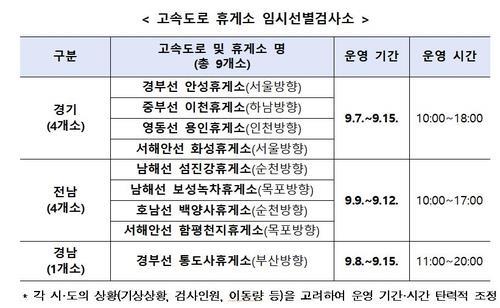 < 고속도로 휴게소 임시선별검사소 >
구분 고속도로 및 휴게소 명 (총 9개소) 운영 기간 운영 시간
경기 (4개소) 경부선 안성휴게소(서울방향) 9.7.~9.15. 10:00~18:00
중부선 이천휴게소(하남방향)
영동선 용인휴게소(인천방향)
서해안선 화성휴게소(서울방향)
전남 (4개소) 남해선 섬진강휴게소(순천방향) 9.9.~9.12. 10:00~17:00
남해선 보성녹차휴게소(목포방향)
호남선 백양사휴게소(순천방향)
서해안선 함평천지휴게소(목포방향)
경남 (1개소) 경부선 통도사휴게소(부산방향) 9.8.~9.15. 11:00~20:00
* 각 시·도의 상황(기상상황, 검사인원, 이동량 등)을 고려하여 운영 기간·시간 탄력적 조정